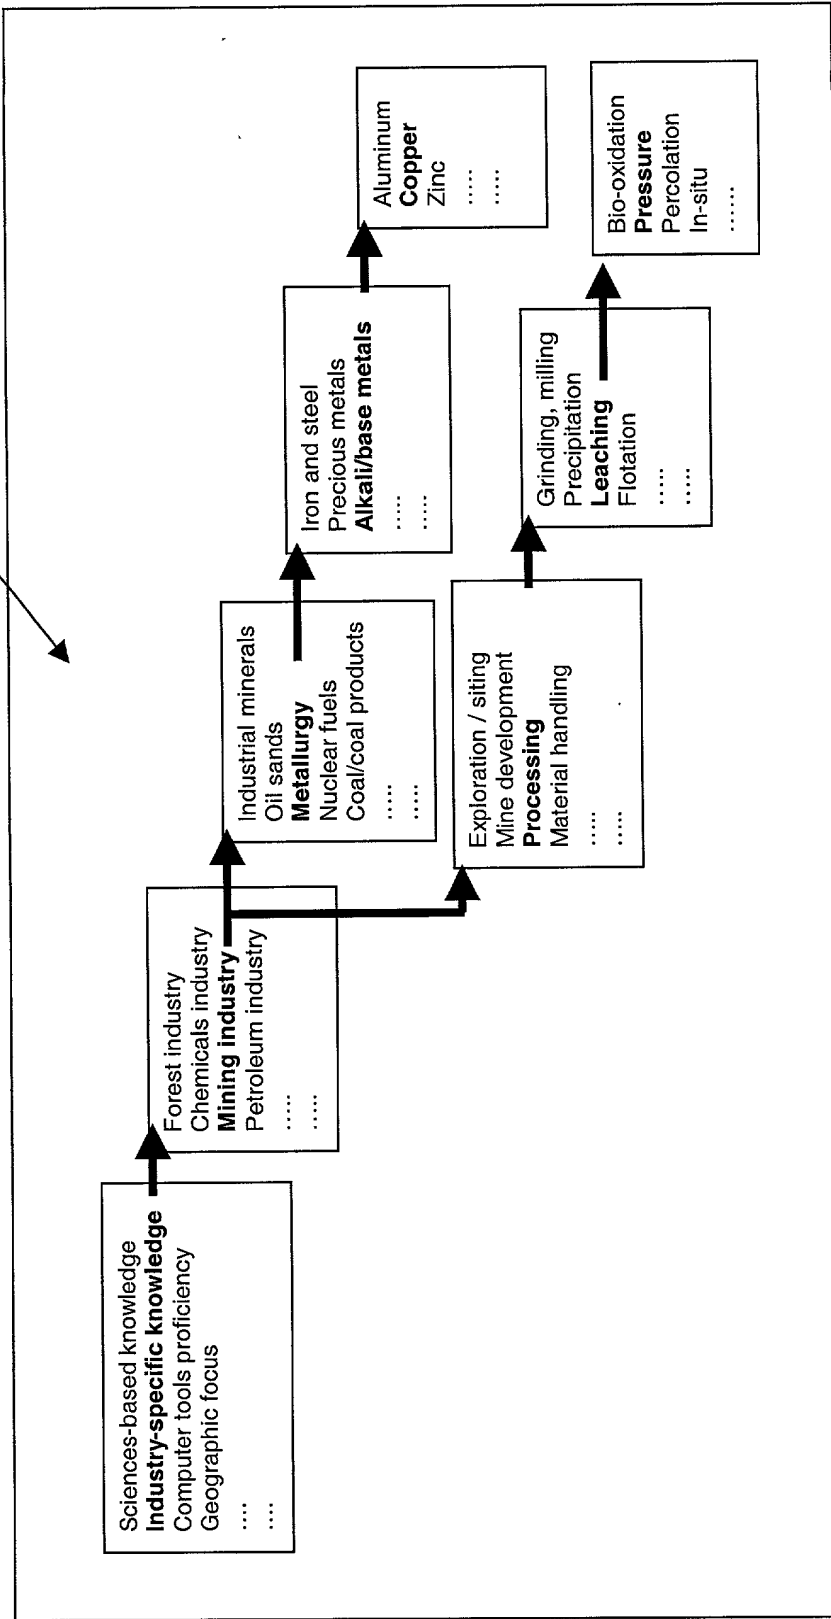 Sciences-based knowledge
Industry-specific knowledge
Computer tools proficiency
Geographic focus
....
....
Forest industry
Chemicals industry
Mining industry
Petroleum industry
.....
.....
Industrial minerals
Oil sands
Metallurgy
Nuclear fuels
Coal/coal products
.....
.....
Iron and steel
Precious metals
Alkali/base metals
.....
.....
Aluminum
Copper
Zinc
.....
.....
Exploration / siting
Mine development
Processing
Material handling
.....
.....
Grinding, milling
Precipitation
Leaching
Flotation
.....
.....
Bio-oxidation
Pressure
Percolation
In-situ
......